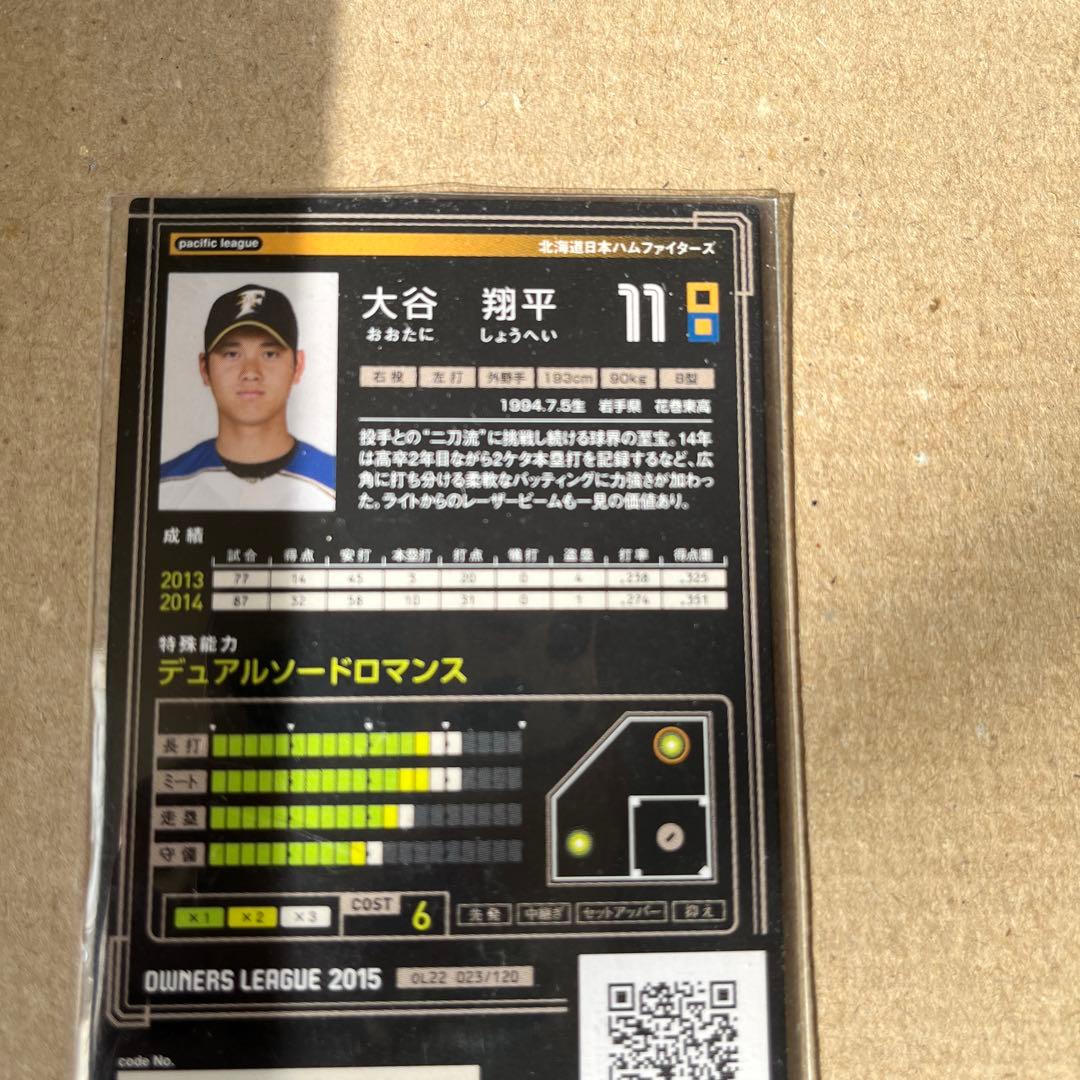 pacific league 北海道日本ハムファイターズ
大谷 翔平 11
おおたに しょうへい
右投 左打 外野手 193cm 90kg B型
1994.7.5生 岩手県 花巻東高
投手との“二刀流”に挑戦し続ける球界の至宝。14年
は高卒2年目ながら2ケタ本塁打を記録するなど、広
角に打ち分ける柔軟なバッティングに力強さが加わっ
た。ライトからのレーザービームも一見の価値あり。
成績
試合 得点 安打 本塁打 打点 犠打 盗塁 打率 得点圏
2013 77 14 45 3 20 0 4 .238 .325
2014 87 32 58 10 31 0 1 .274 .351
特殊能力
デュアルソードロマンス
長打
ミート
走塁
守備
×1 ×2 ×3 COST 6 先発 中継ぎ セットアッパー 抑え
OWNERS LEAGUE 2015 OL22 023/120
code No.